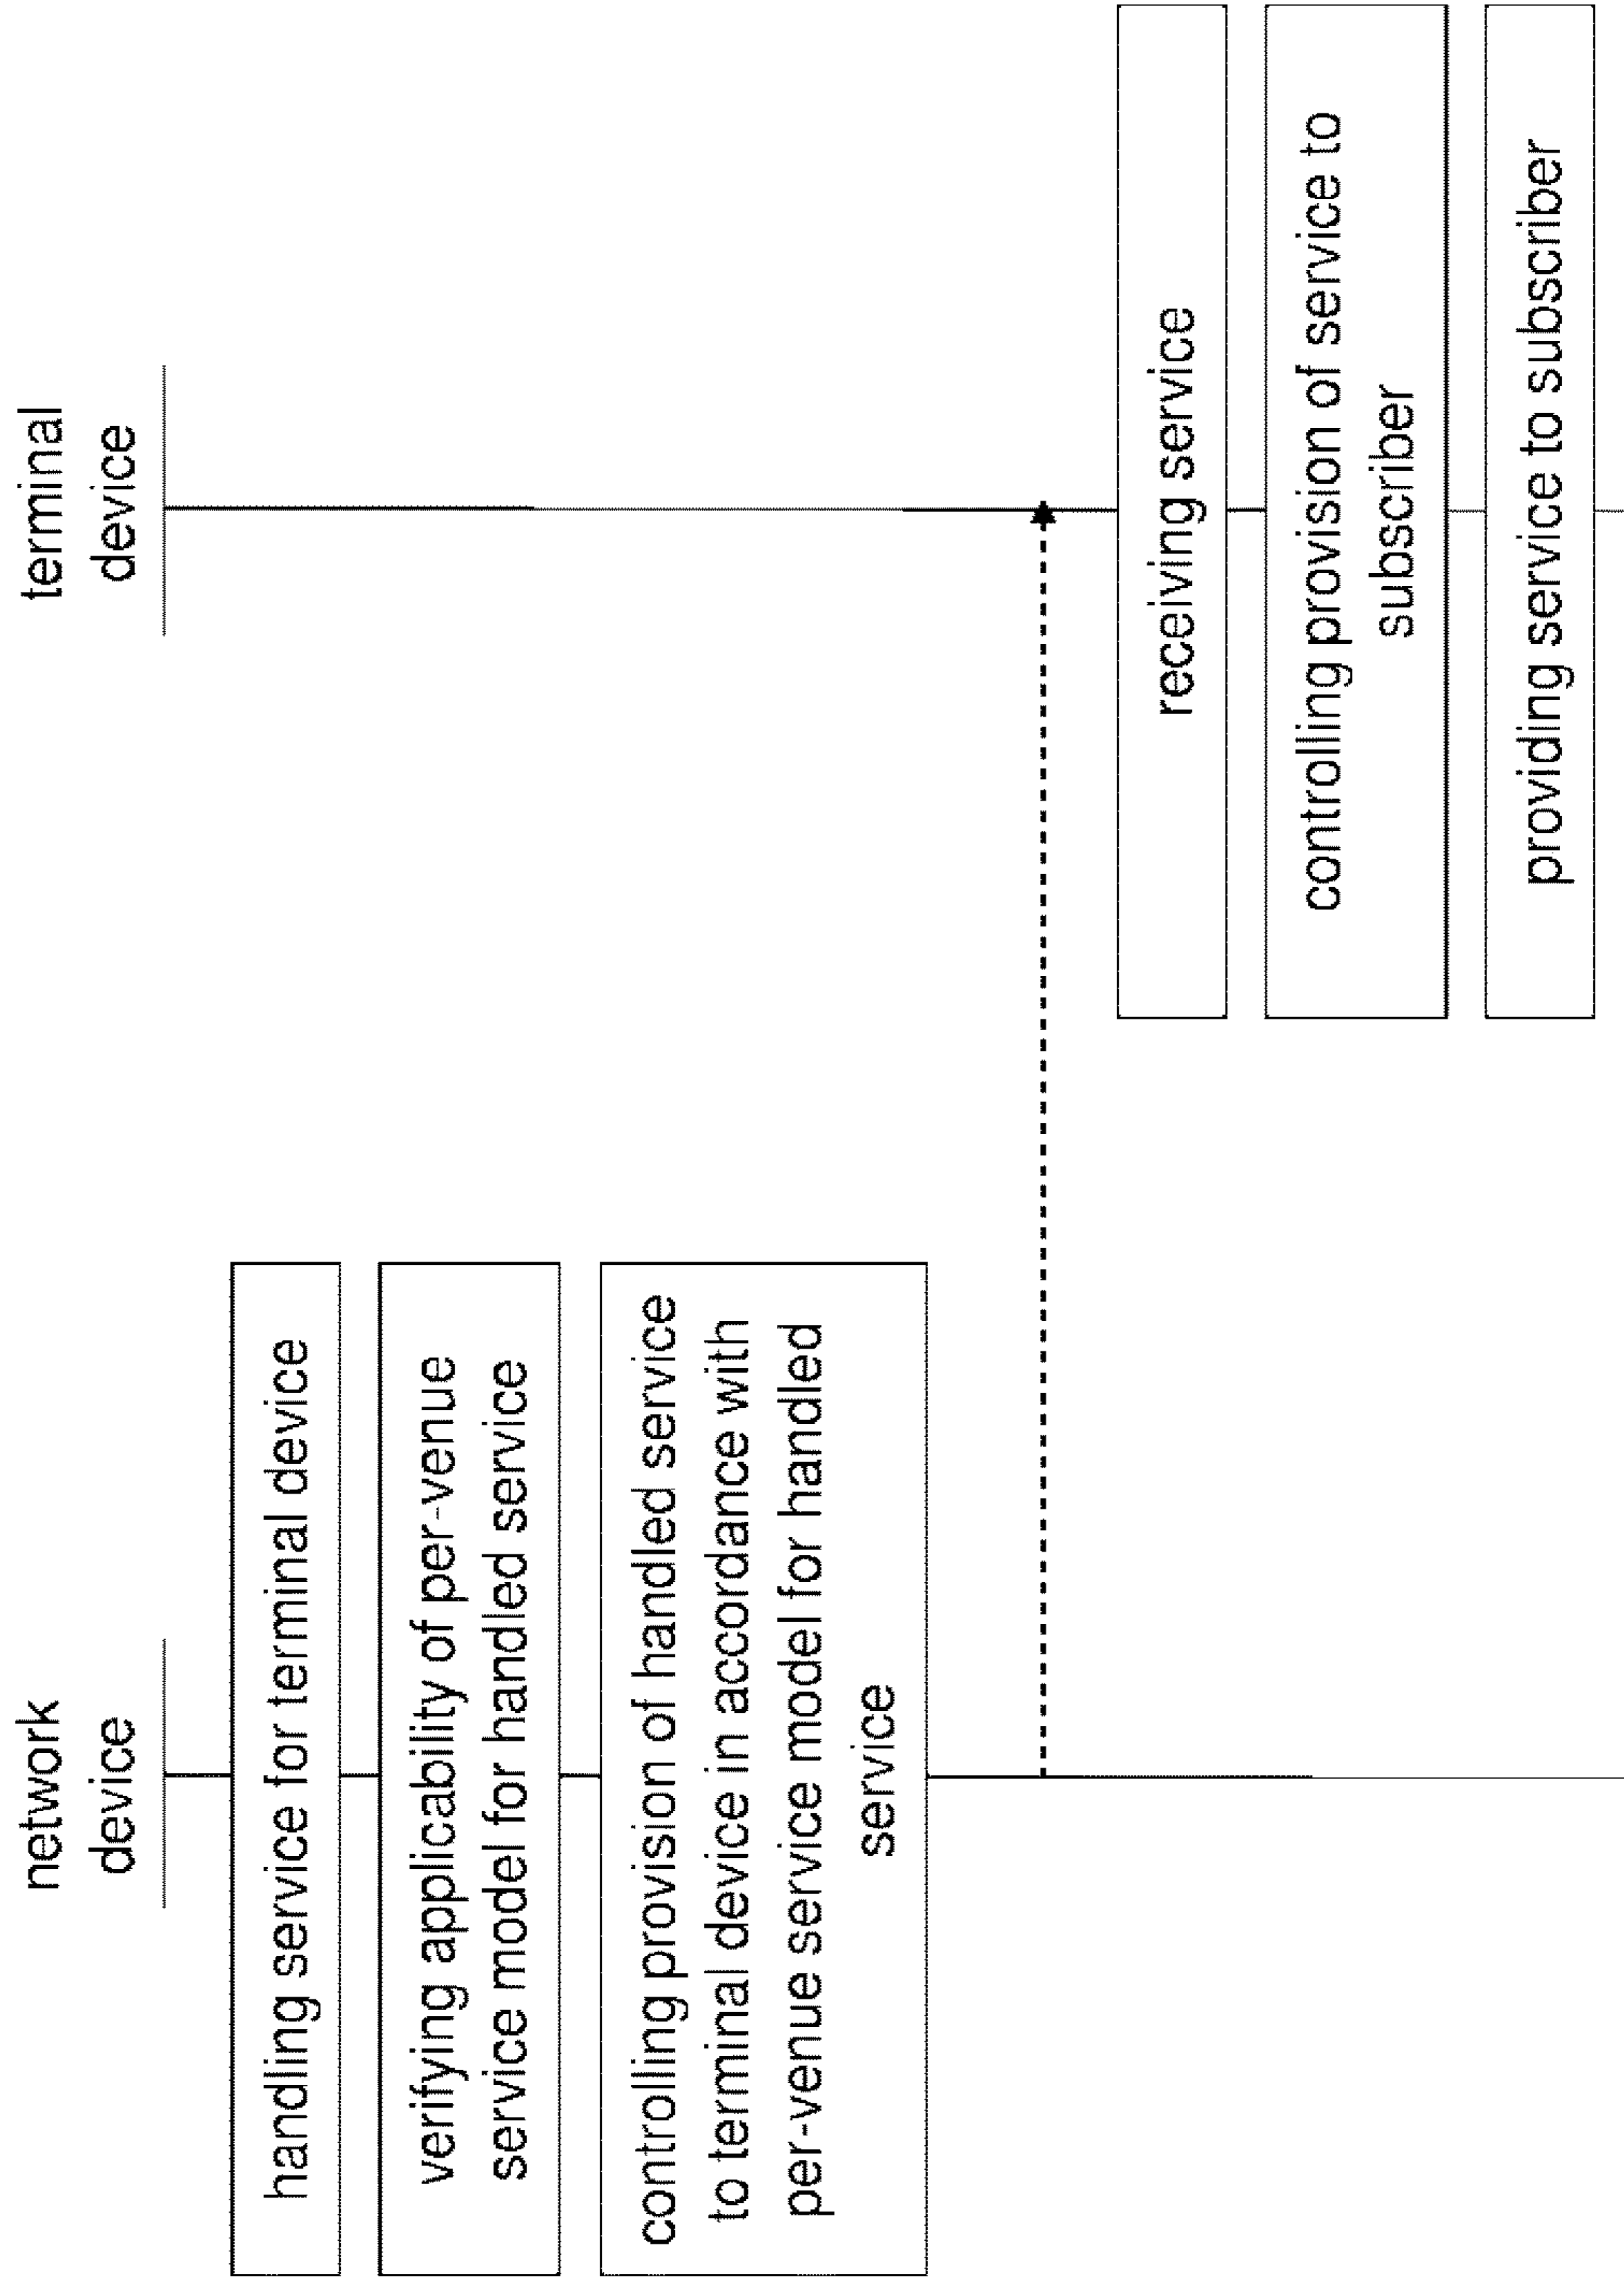 network
device
terminal
device
handling service for terminal device
verifying applicability of per-venue
service model for handled service
controlling provision of handled service
to terminal device in accordance with
per-venue service model for handled
service
receiving service
controlling provision of service to
subscriber
providing service to subscriber